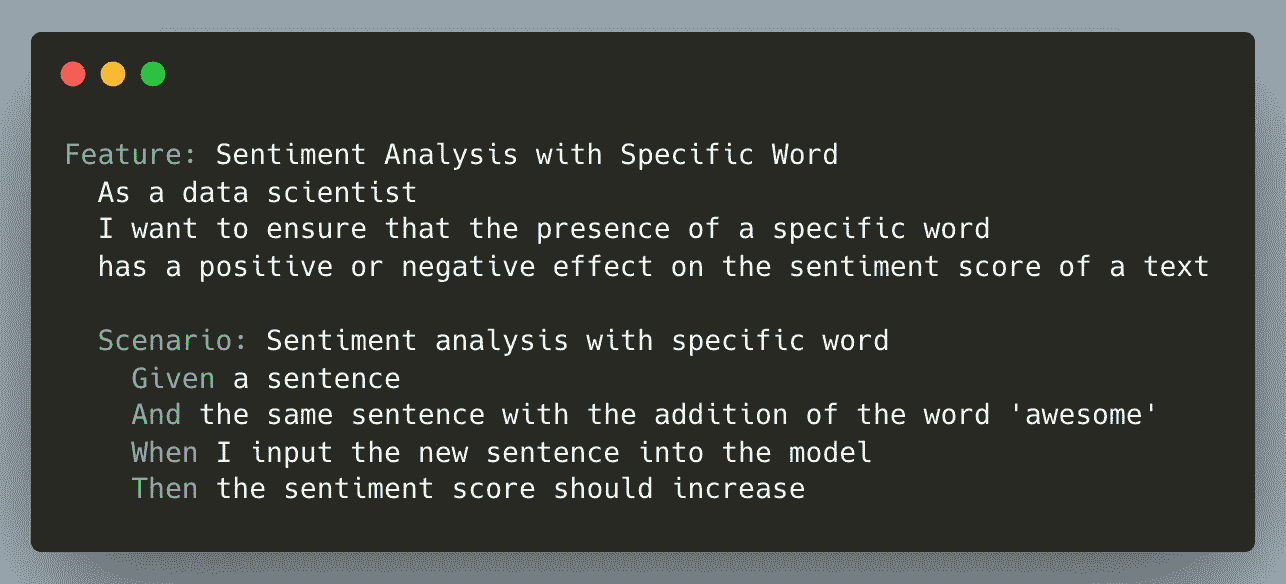 Feature: Sentiment Analysis with Specific Word
As a data scientist
I want to ensure that the presence of a specific word
has a positive or negative effect on the sentiment score of a text
Scenario: Sentiment analysis with specific word
Given a sentence
And the same sentence with the addition of the word 'awesome'
When I input the new sentence into the model
Then the sentiment score should increase